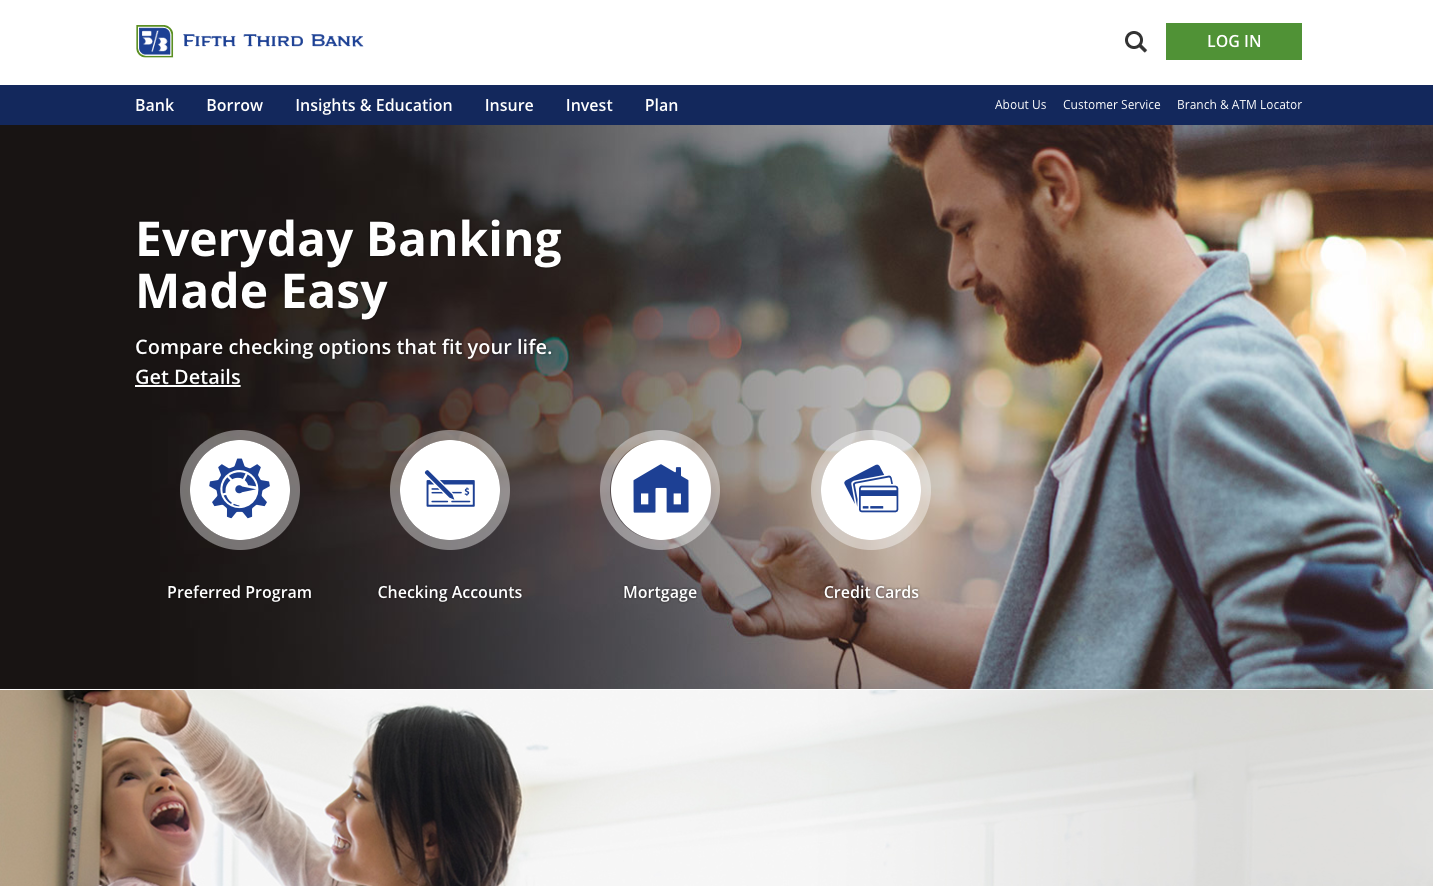 5/3 Fifth Third Bank
LOG IN
Bank Borrow Insights & Education Insure Invest Plan
About Us Customer Service Branch & ATM Locator
Everyday Banking
Made Easy
Compare checking options that fit your life.
Get Details
$
Preferred Program
Checking Accounts
Mortgage
Credit Cards